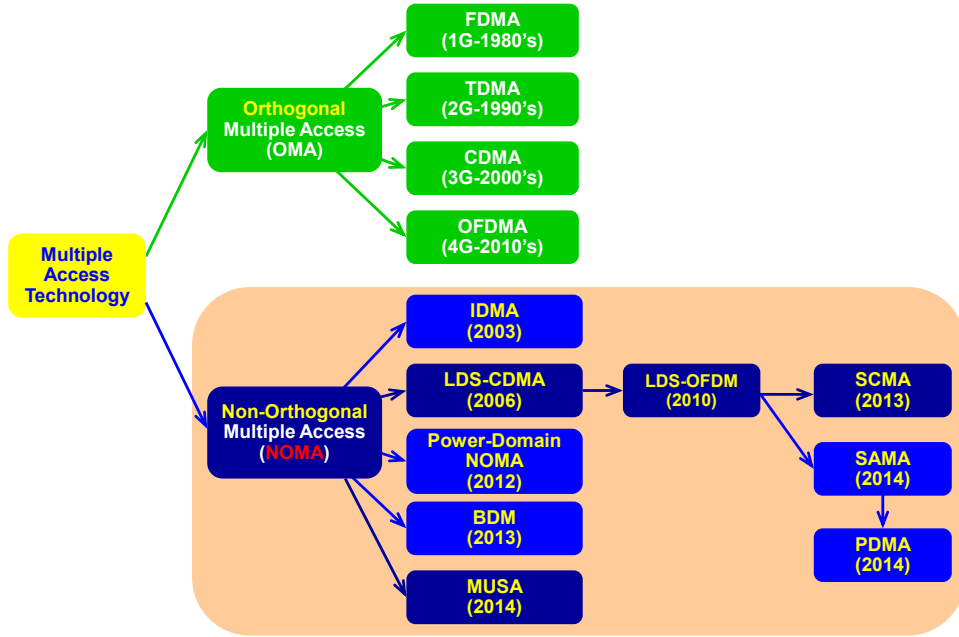 FDMA
(1G-1980’s)
TDMA
(2G-1990’s)
Orthogonal
Multiple Access
(OMA)
CDMA
(3G-2000’s)
OFDMA
(4G-2010’s)
Multiple
Access
Technology
IDMA
(2003)
LDS-CDMA
(2006)
LDS-OFDM
(2010)
SCMA
(2013)
Non-Orthogonal
Multiple Access
(NOMA)
Power-Domain
NOMA
(2012)
SAMA
(2014)
BDM
(2013)
PDMA
(2014)
MUSA
(2014)